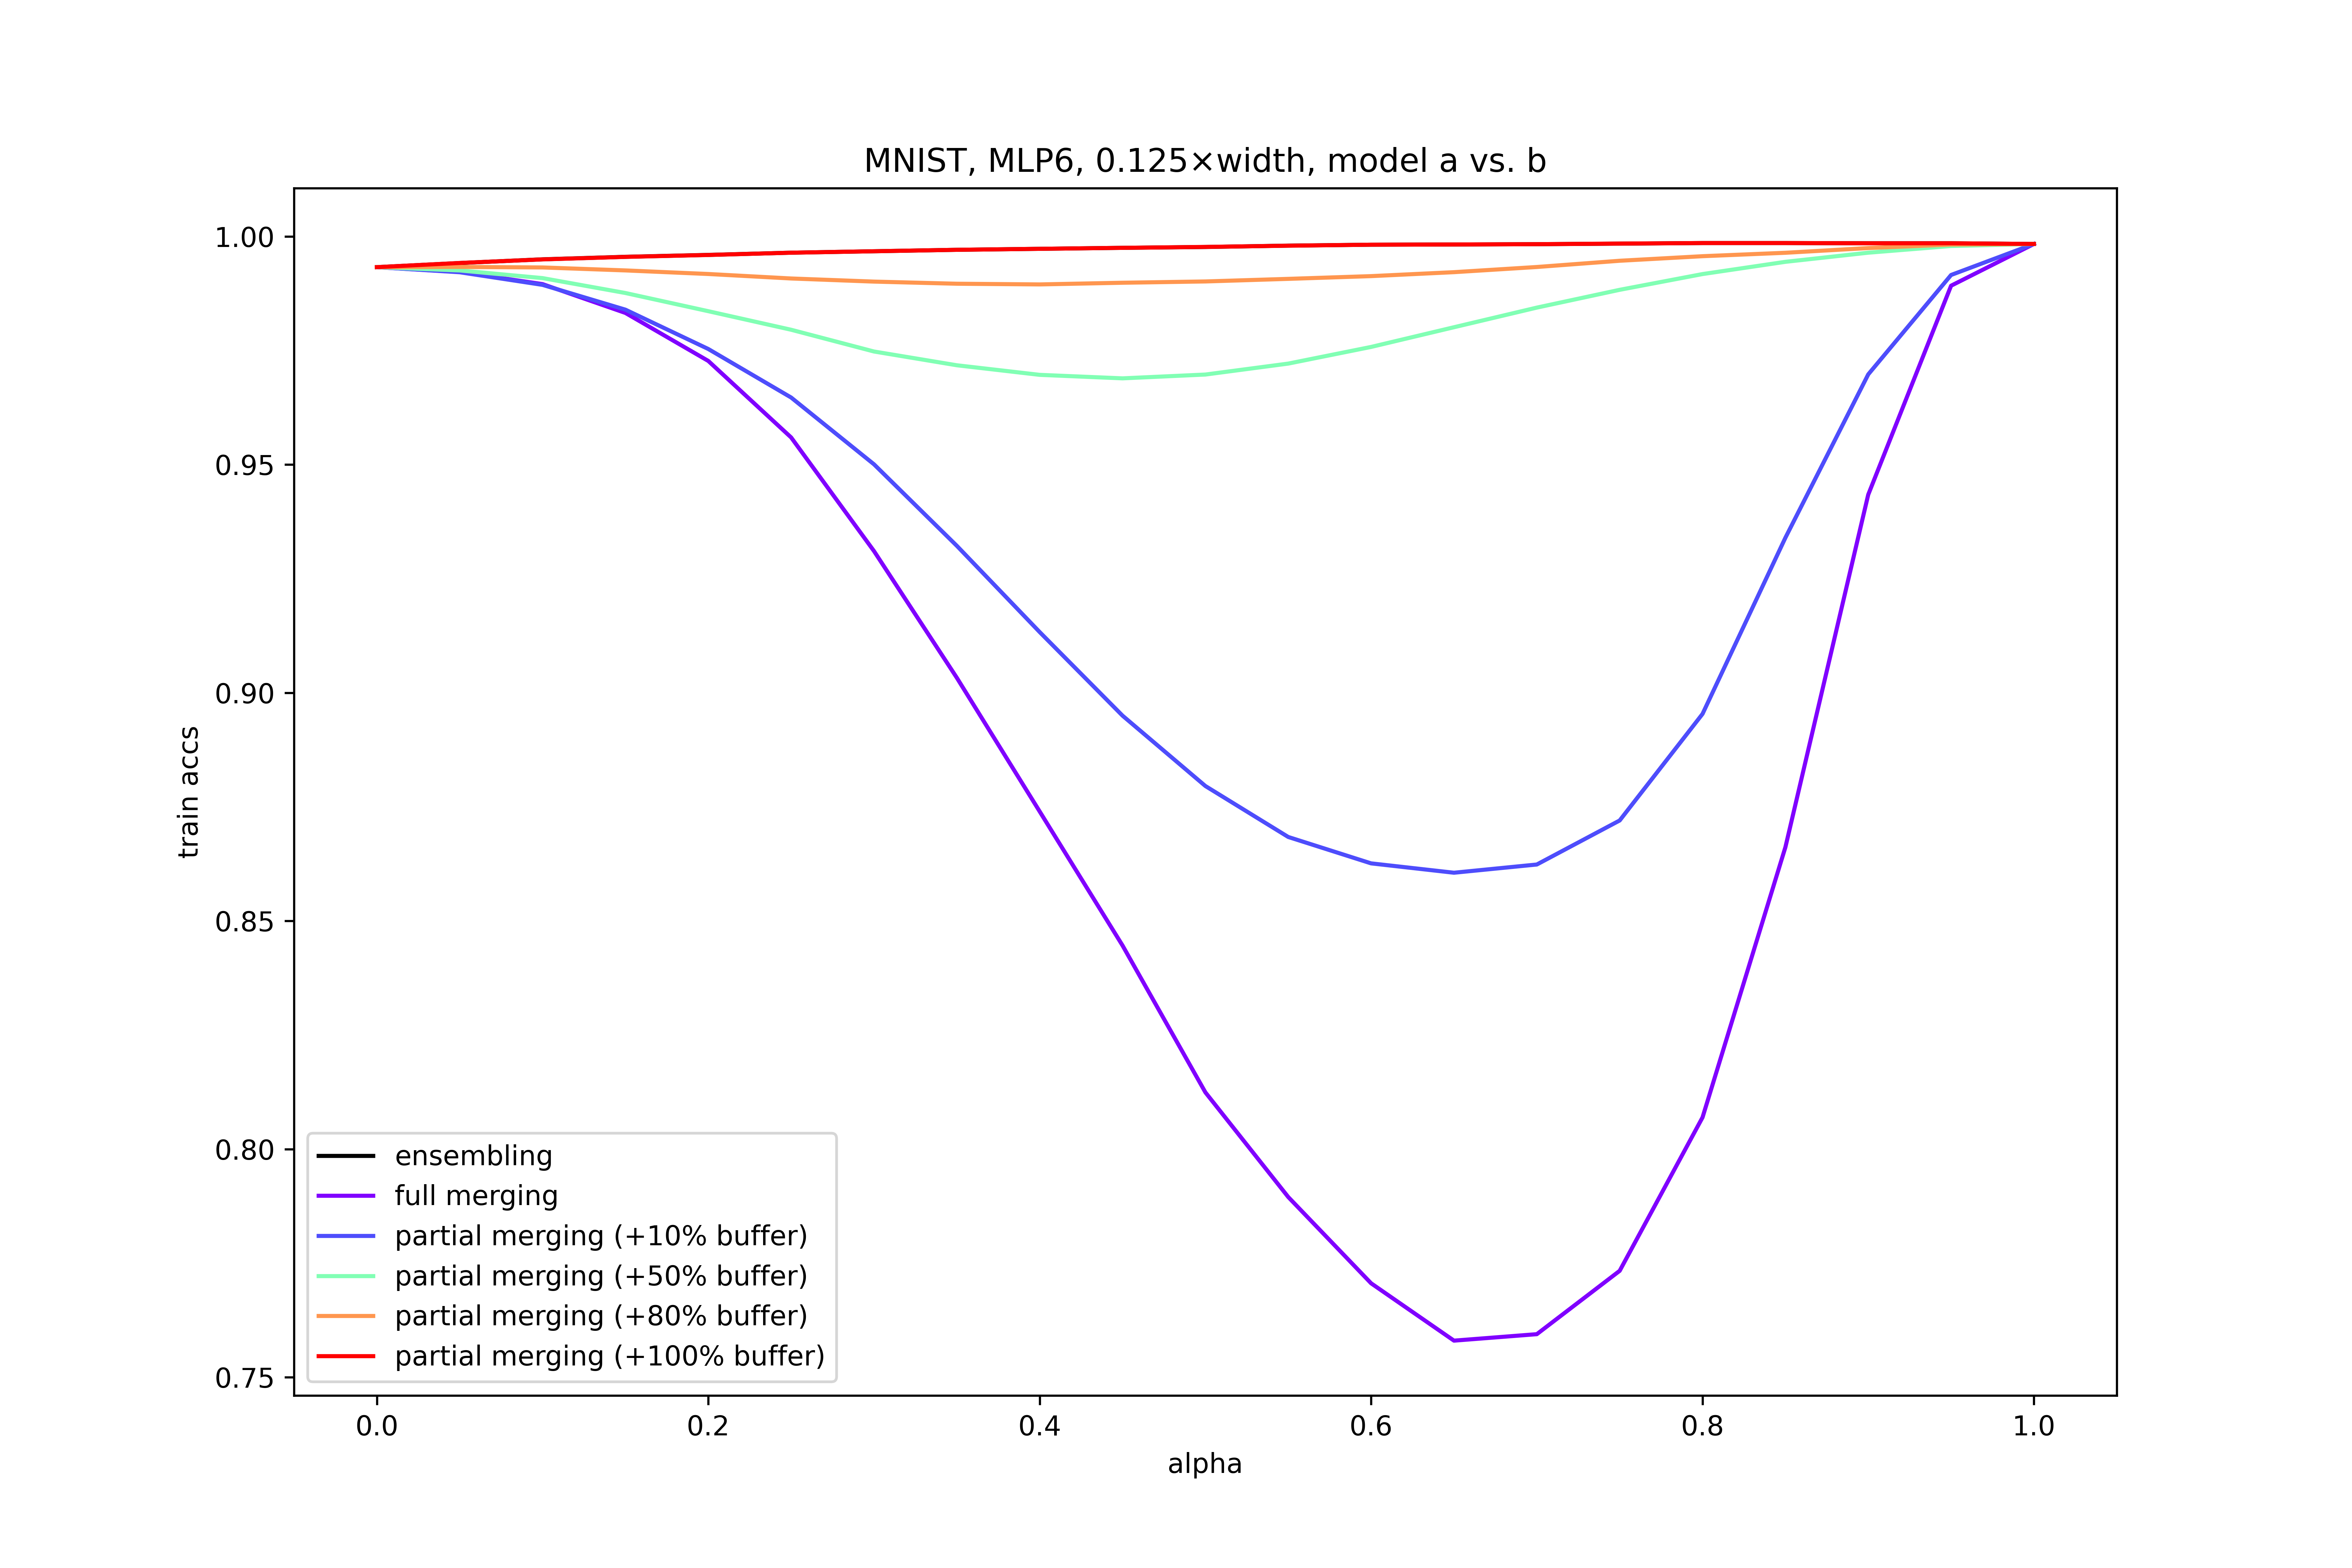 MNIST, MLP6, 0.125×width, model a vs. b
1.00
0.95
0.90
0.85
0.80
0.75
train accs
ensembling
full merging
partial merging (+10% buffer)
partial merging (+50% buffer)
partial merging (+80% buffer)
partial merging (+100% buffer)
0.0 0.2 0.4 0.6 0.8 1.0
alpha